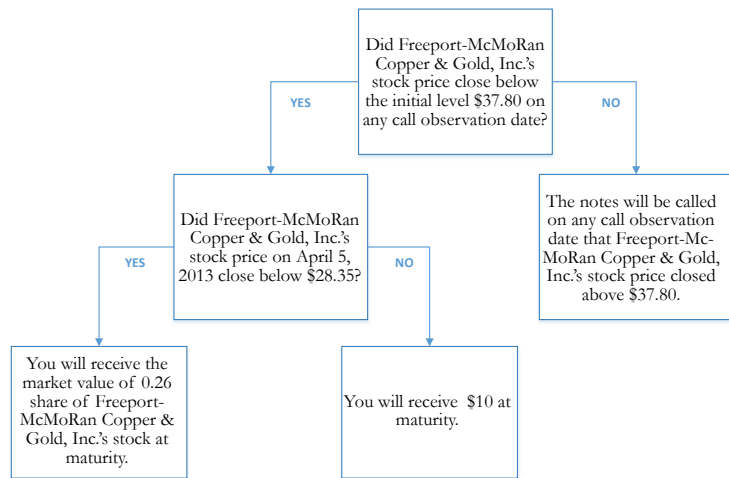 Did Freeport-McMoRan
Copper & Gold, Inc.'s
stock price close below
the initial level $37.80 on
any call observation date?
YES
NO
Did Freeport-McMoRan
Copper & Gold, Inc.'s
stock price on April 5,
2013 close below $28.35?
The notes will be called
on any call observation
date that Freeport-Mc-
MoRan Copper & Gold,
Inc.'s stock price closed
above $37.80.
YES
NO
You will receive the
market value of 0.26
share of Freeport-
McMoRan Copper &
Gold, Inc.'s stock at
maturity.
You will receive $10 at
maturity.